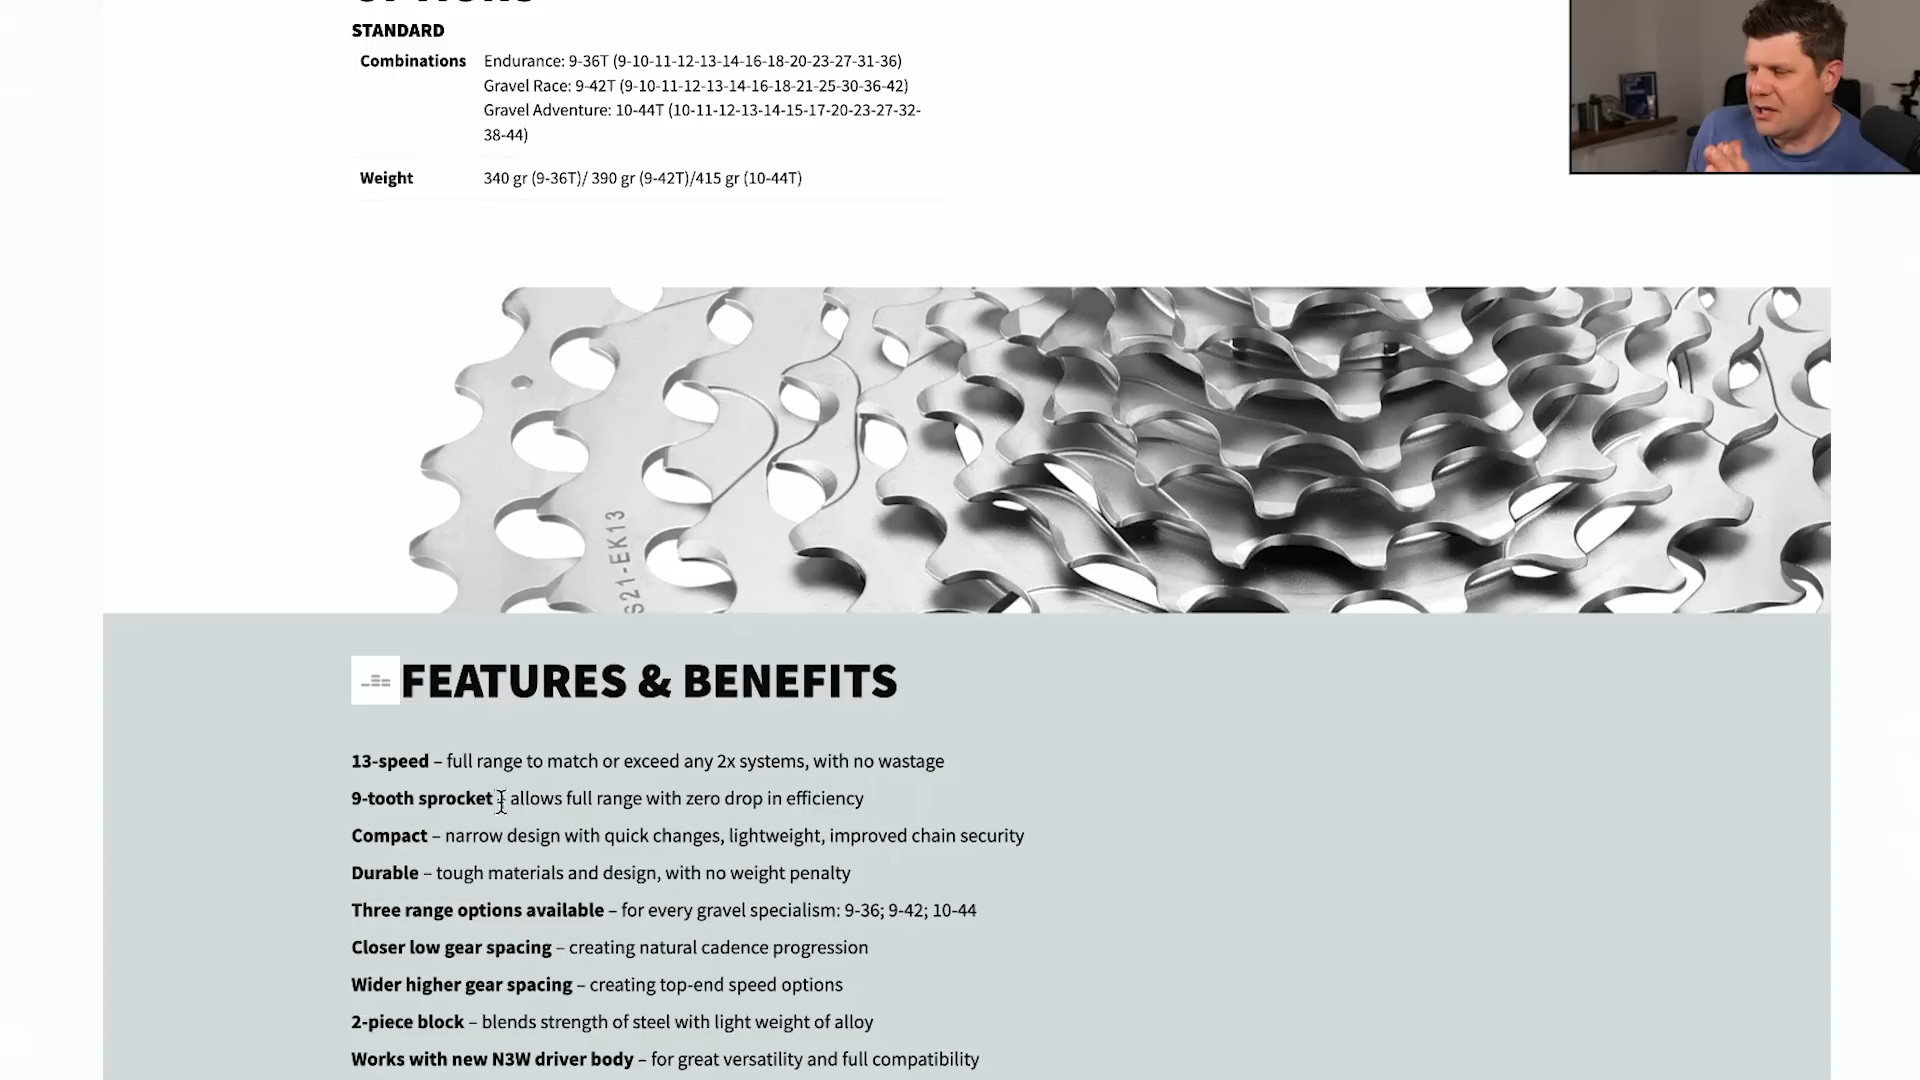 STANDARD
Combinations Endurance: 9-36T (9-10-11-12-13-14-16-18-20-23-27-31-36)
Gravel Race: 9-42T (9-10-11-12-13-14-16-18-21-25-30-36-42)
Gravel Adventure: 10-44T (10-11-12-13-14-15-17-20-23-27-32-
38-44)
Weight 340 gr (9-36T)/ 390 gr (9-42T)/415 gr (10-44T)
S21-EK13
FEATURES & BENEFITS
13-speed – full range to match or exceed any 2x systems, with no wastage
9-tooth sprocket – allows full range with zero drop in efficiency
Compact – narrow design with quick changes, lightweight, improved chain security
Durable – tough materials and design, with no weight penalty
Three range options available – for every gravel specialism: 9-36; 9-42; 10-44
Closer low gear spacing – creating natural cadence progression
Wider higher gear spacing – creating top-end speed options
2-piece block – blends strength of steel with light weight of alloy
Works with new N3W driver body – for great versatility and full compatibility